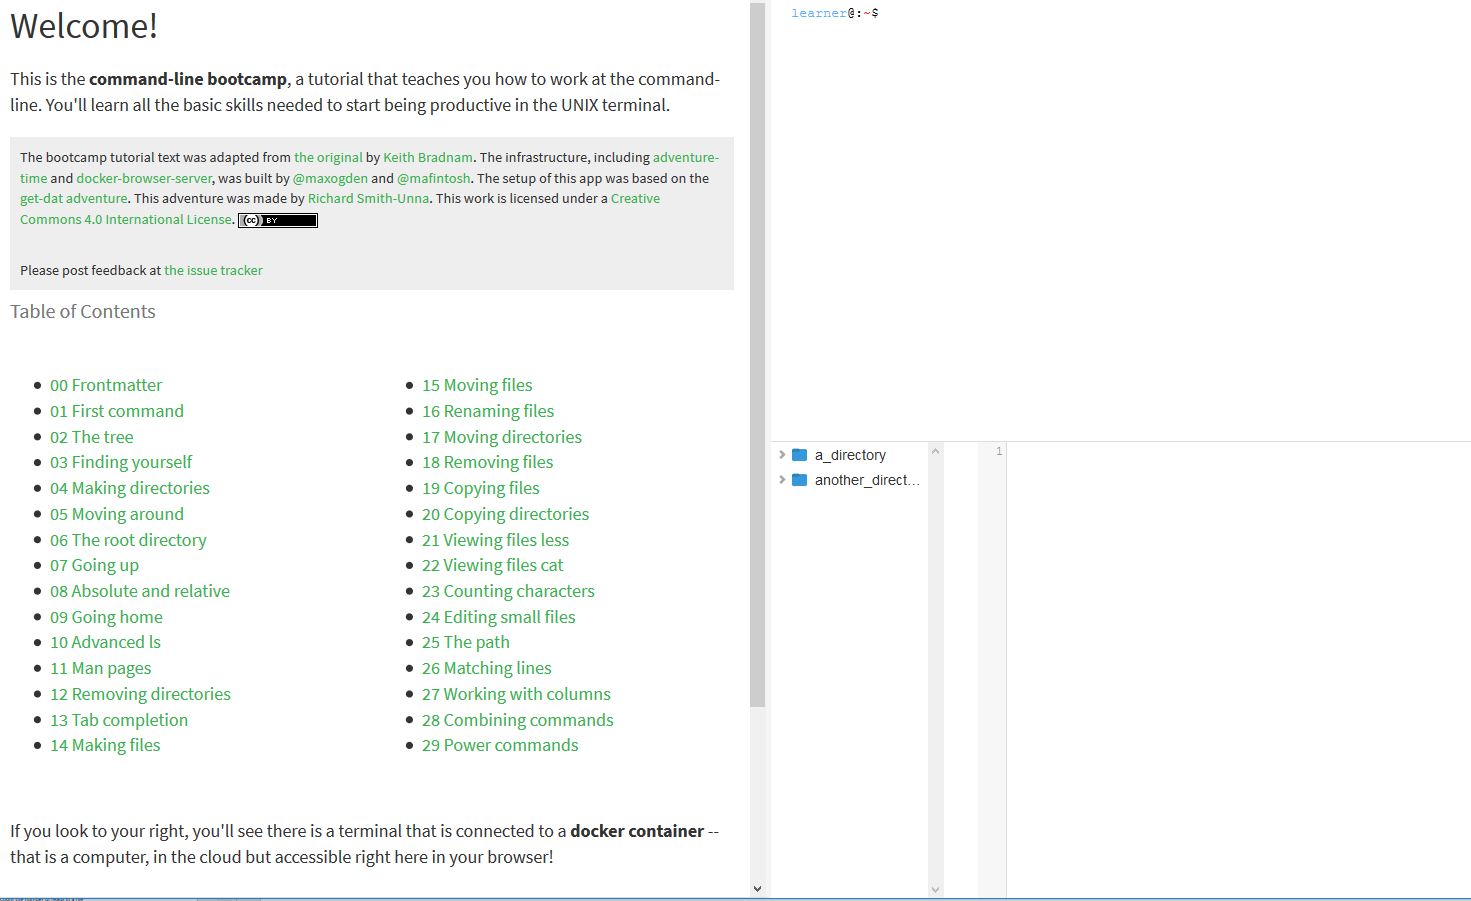 Welcome!
This is the command-line bootcamp, a tutorial that teaches you how to work at the command-
line. You'll learn all the basic skills needed to start being productive in the UNIX terminal.
The bootcamp tutorial text was adapted from the original by Keith Bradnam. The infrastructure, including adventure-
time and docker-browser-server, was built by @maxogden and @mafintosh. The setup of this app was based on the
get-dat adventure. This adventure was made by Richard Smith-Unna. This work is licensed under a Creative
Commons 4.0 International License. (cc) BY
Please post feedback at the issue tracker
Table of Contents
00 Frontmatter
01 First command
02 The tree
03 Finding yourself
04 Making directories
05 Moving around
06 The root directory
07 Going up
08 Absolute and relative
09 Going home
10 Advanced ls
11 Man pages
12 Removing directories
13 Tab completion
14 Making files
15 Moving files
16 Renaming files
17 Moving directories
18 Removing files
19 Copying files
20 Copying directories
21 Viewing files less
22 Viewing files cat
23 Counting characters
24 Editing small files
25 The path
26 Matching lines
27 Working with columns
28 Combining commands
29 Power commands
If you look to your right, you'll see there is a terminal that is connected to a docker container --
that is a computer, in the cloud but accessible right here in your browser!
learner@:~$
a_directory
another_direct...
1